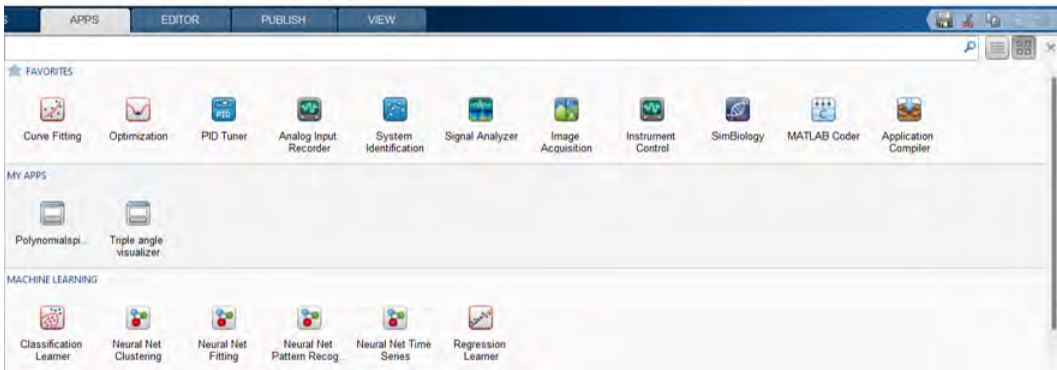 APPS EDITOR PUBLISH VIEW
FAVORITES
Curve Fitting Optimization PID Tuner Analog Input Recorder System Identification Signal Analyzer Image Acquisition Instrument Control SimBiology MATLAB Coder Application Compiler
MY APPS
Polynomialspi... Triple angle visualizer
MACHINE LEARNING
Classification Learner Neural Net Clustering Neural Net Fitting Neural Net Pattern Recog... Neural Net Time Series Regression Learner